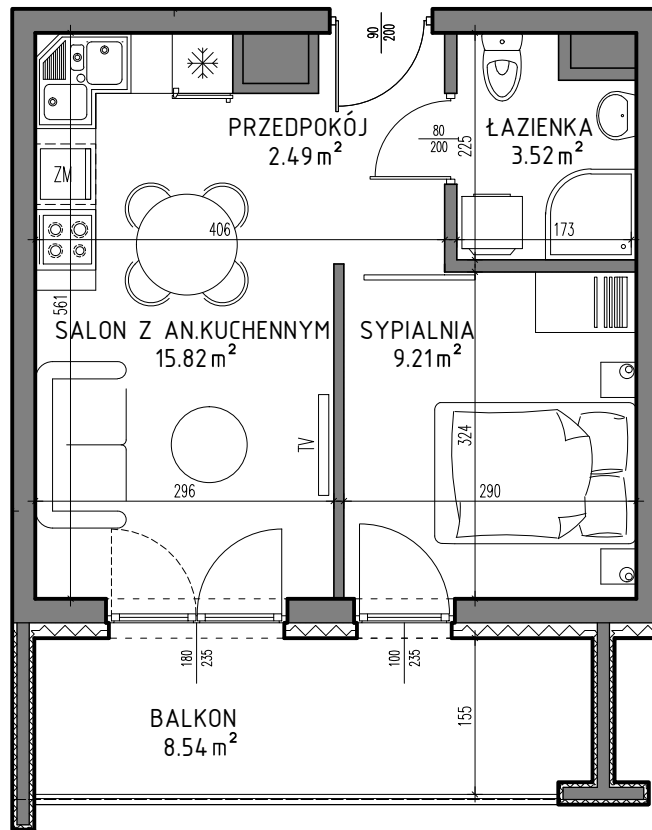 90
200
PRZEDPOKÓJ
2.49 m²
80
200
ŁAZIENKA
3.52 m²
225
ZM
406
173
561
SALON Z AN.KUCHENNYM
15.82 m²
SYPIALNIA
9.21 m²
324
TV
296
290
180
235
100
235
BALKON
8.54 m²
155